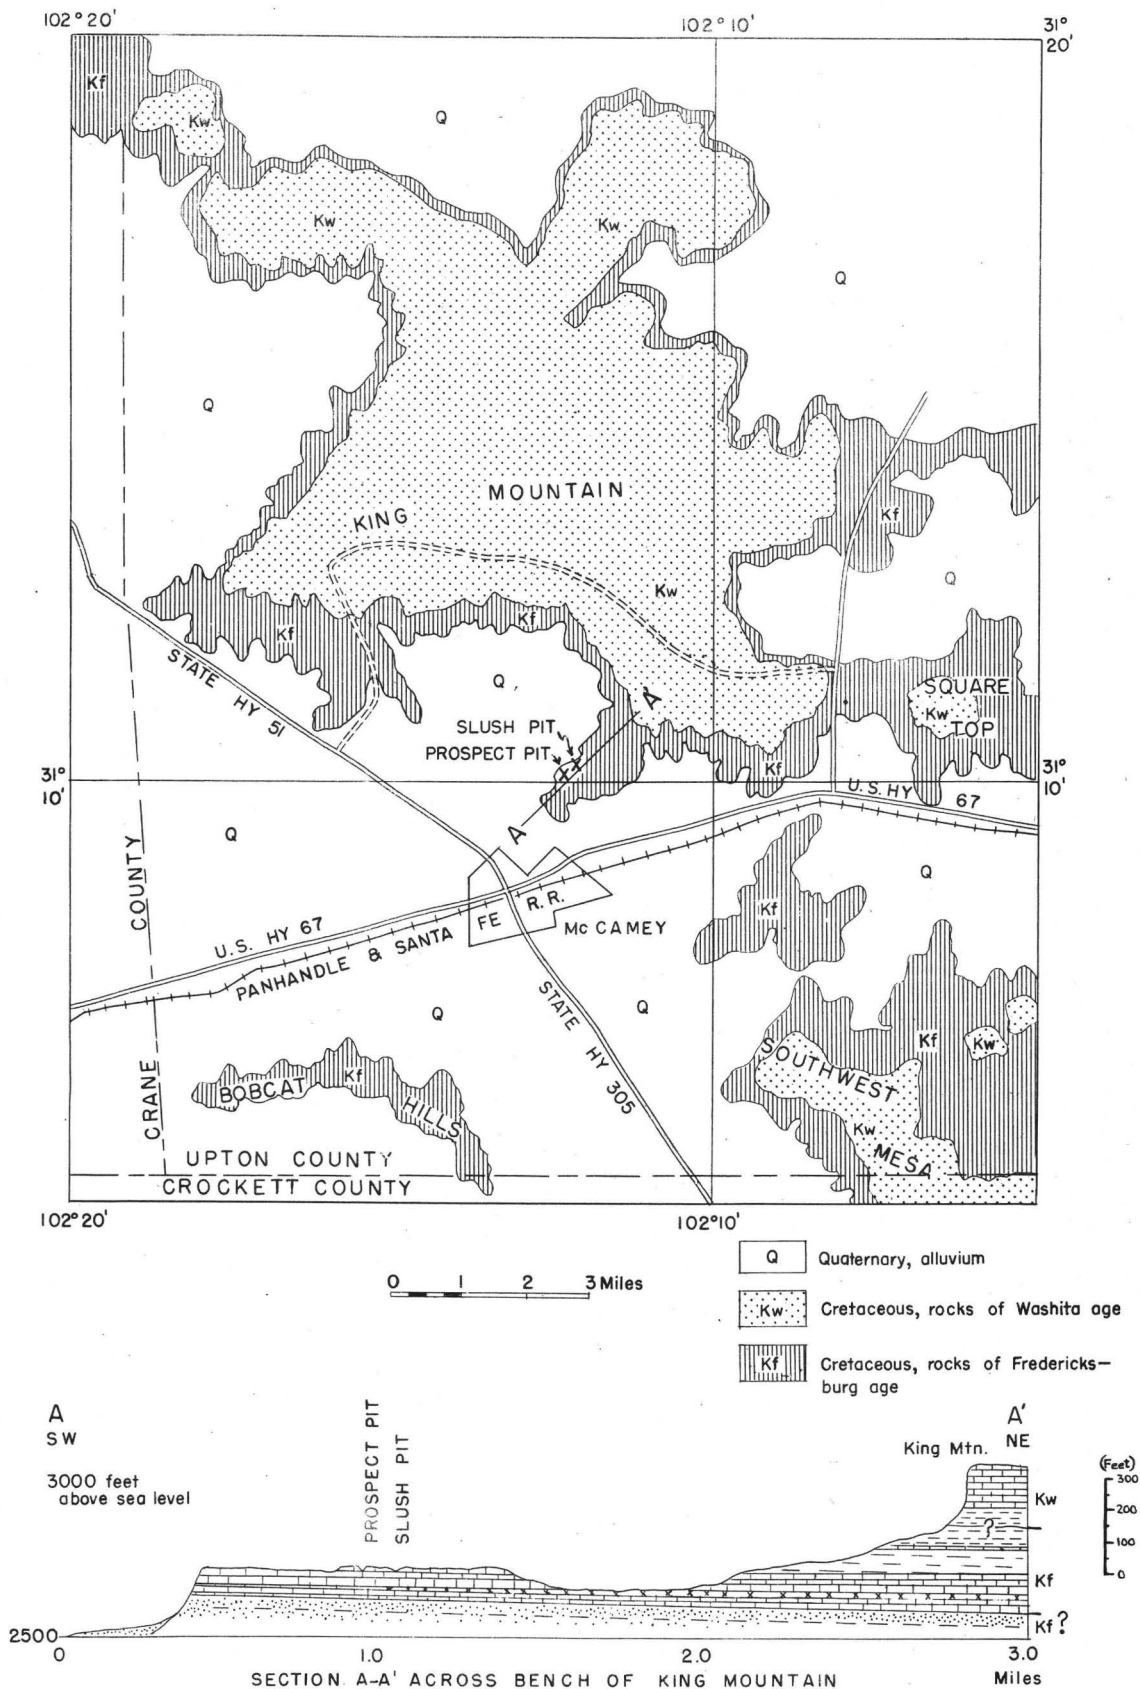 102° 20'
102° 10'
31°
20'
Kf
Kw
Q
Kw
Kw
Q
Q
MOUNTAIN
KING
Kf
Q
Kw
Kf
Kf
Q
STATE HY 51
A'
SQUARE
Kw
TOP
SLUSH PIT
PROSPECT PIT
Kf
31°
10'
31°
10'
U.S. HY 67
A
Q
Q
COUNTY
Kf
U.S. HY 67
PANHANDLE & SANTA FE R.R.
Mc CAMEY
Q
Q
STATE HY 305
Kf
Kw
SOUTHWEST
Kw
MESA
BOBCAT
Kf
HILLS
CRANE
UPTON COUNTY
CROCKETT COUNTY
102° 20'
102° 10'
Q Quaternary, alluvium
0 1 2 3 Miles
Kw Cretaceous, rocks of Washita age
Kf Cretaceous, rocks of Fredericks-
burg age
A
SW
3000 feet
above sea level
PROSPECT PIT
SLUSH PIT
A'
NE
King Mtn.
(Feet)
300
200
100
0
Kw
?
Kf
Kf ?
2500
0 1.0 2.0 3.0
Miles
SECTION A-A' ACROSS BENCH OF KING MOUNTAIN